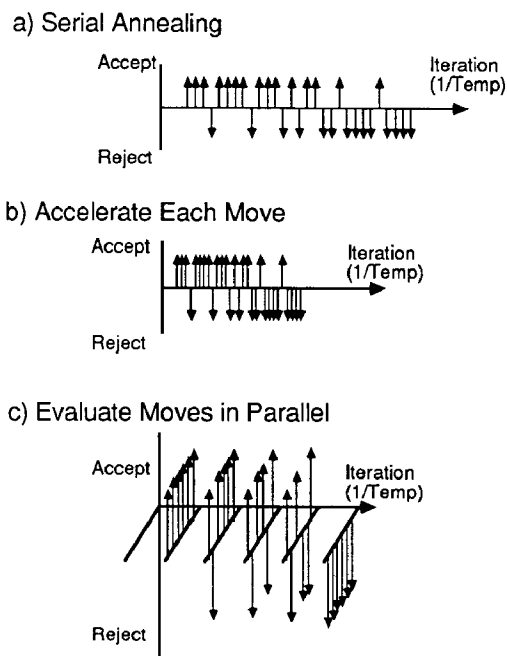 a) Serial Annealing
Accept
Iteration
(1/Temp)
Reject
b) Accelerate Each Move
Accept
Iteration
(1/Temp)
Reject
c) Evaluate Moves in Parallel
Accept
Iteration
(1/Temp)
Reject